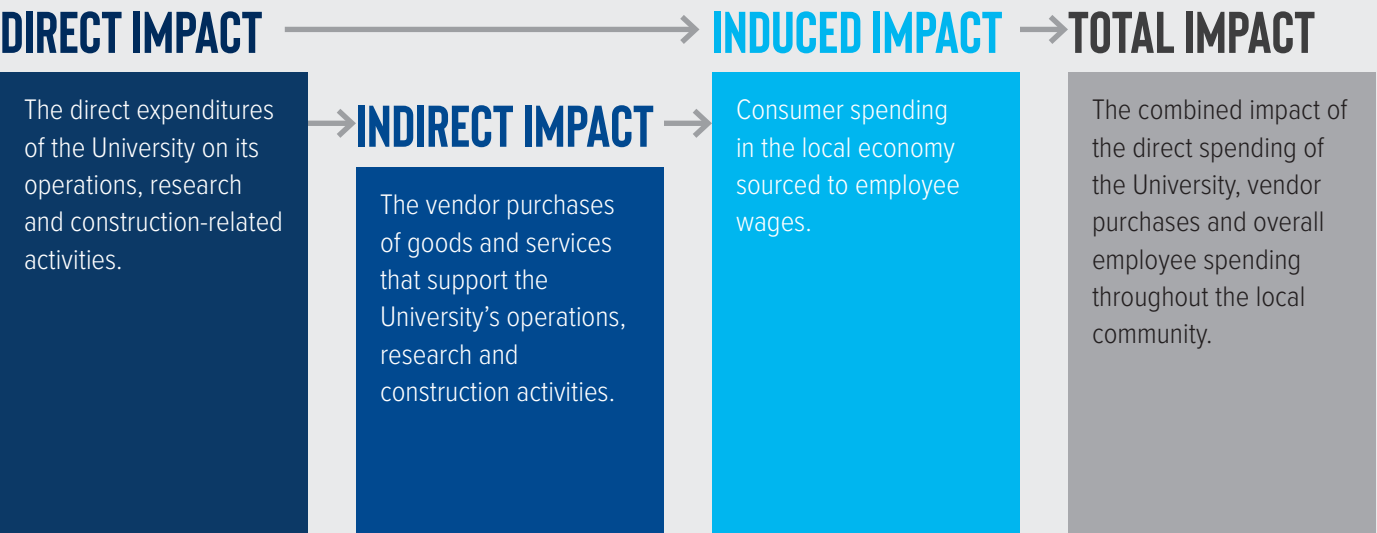 DIRECT IMPACT
The direct expenditures
of the University on its
operations, research
and construction-related
activities.
INDIRECT IMPACT
The vendor purchases
of goods and services
that support the
University’s operations,
research and
construction activities.
INDUCED IMPACT
Consumer spending
in the local economy
sourced to employee
wages.
TOTAL IMPACT
The combined impact of
the direct spending of
the University, vendor
purchases and overall
employee spending
throughout the local
community.